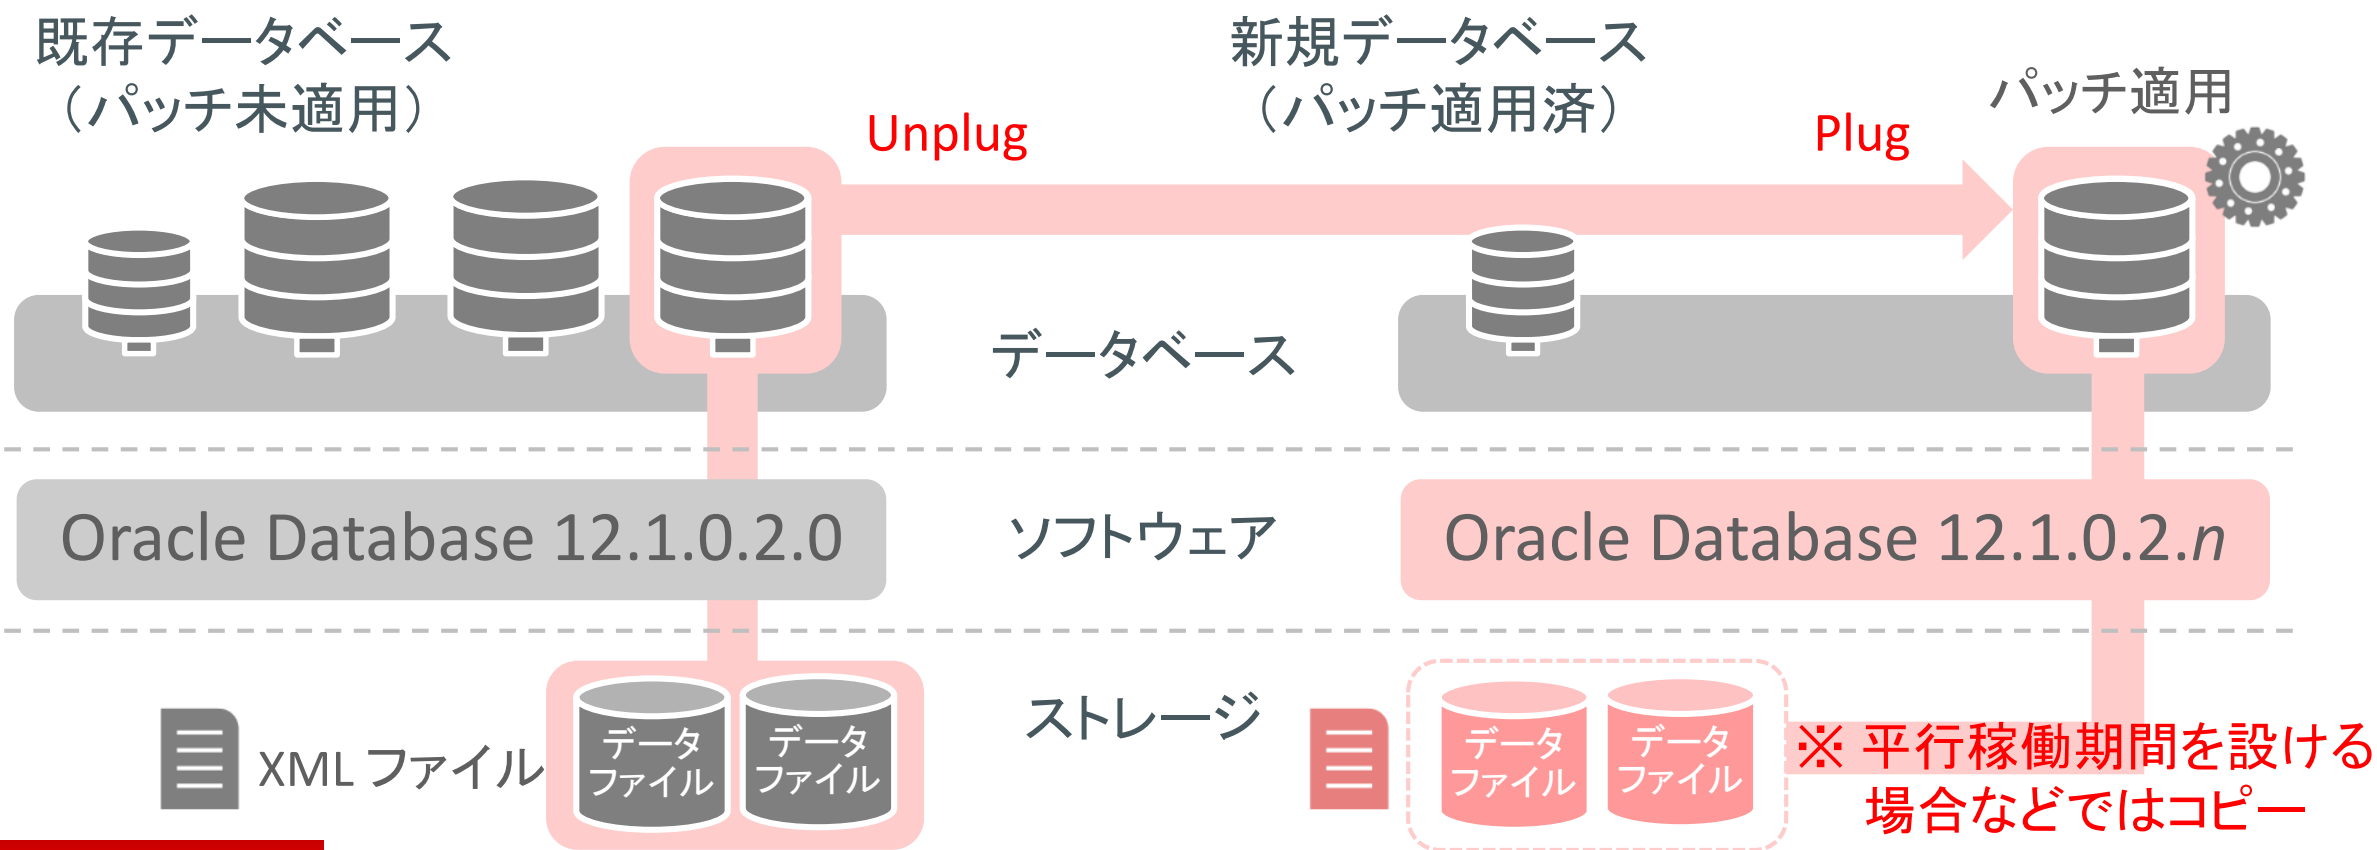 既存データベース
（パッチ未適用）
新規データベース
（パッチ適用済）
パッチ適用
Unplug
Plug
データベース
Oracle Database 12.1.0.2.0
ソフトウェア
Oracle Database 12.1.0.2.n
ストレージ
XML ファイル
データ
ファイル
データ
ファイル
データ
ファイル
データ
ファイル
※ 平行稼働期間を設ける
場合などではコピー